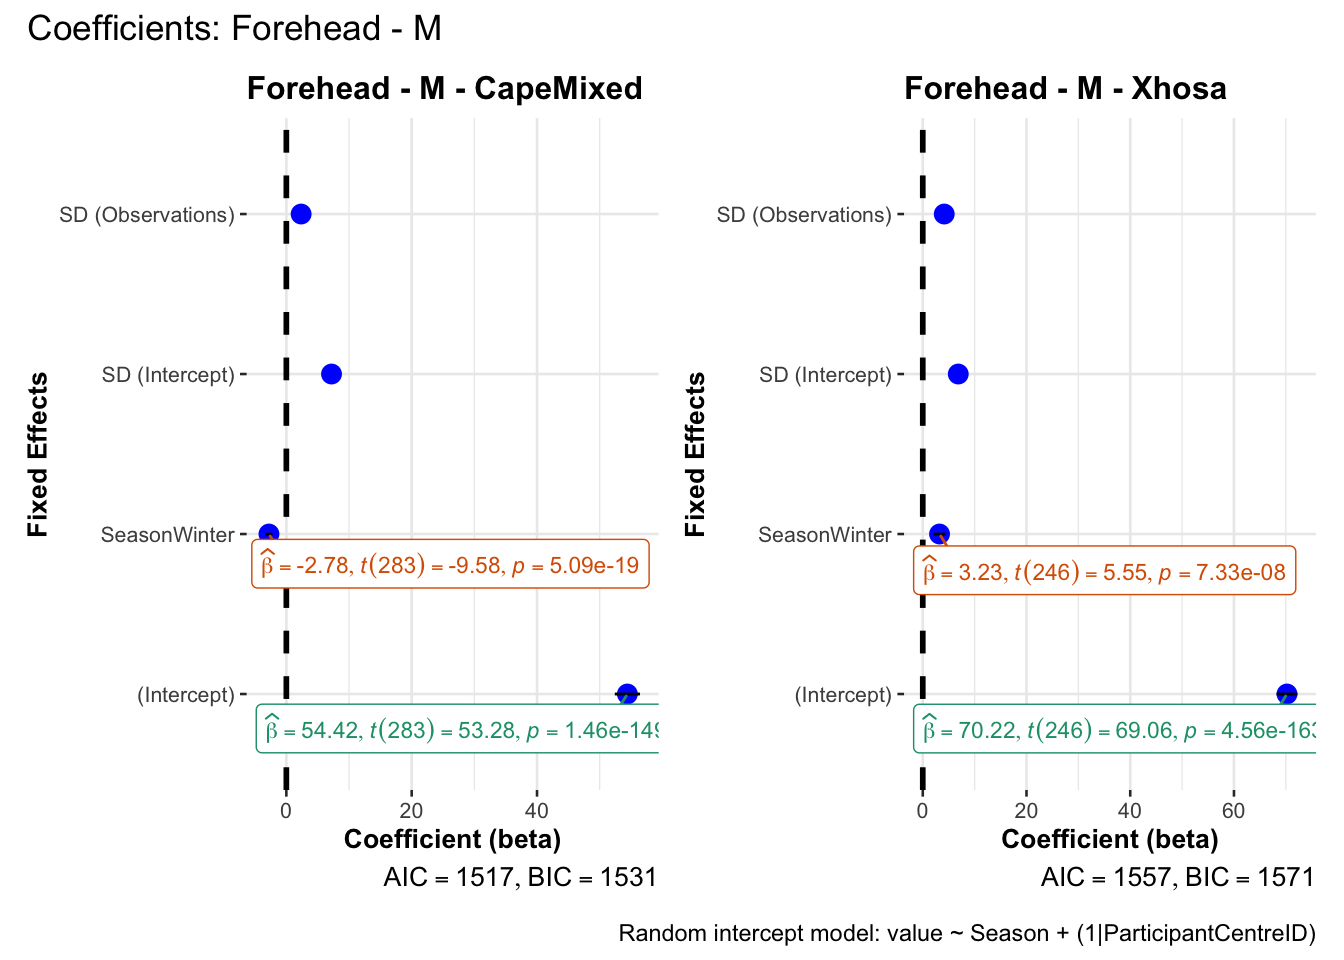 Coefficients: Forehead - M
Forehead - M - CapeMixed
SD (Observations)
SD (Intercept)
SeasonWinter
(Intercept)
Fixed Effects
β̂ = -2.78, t(283) = -9.58, p = 5.09e-19
β̂ = 54.42, t(283) = 53.28, p = 1.46e-149
0 20 40
Coefficient (beta)
AIC = 1517, BIC = 1531
Forehead - M - Xhosa
SD (Observations)
SD (Intercept)
SeasonWinter
(Intercept)
Fixed Effects
β̂ = 3.23, t(246) = 5.55, p = 7.33e-08
β̂ = 70.22, t(246) = 69.06, p = 4.56e-163
0 20 40 60
Coefficient (beta)
AIC = 1557, BIC = 1571
Random intercept model: value ~ Season + (1|ParticipantCentreID)